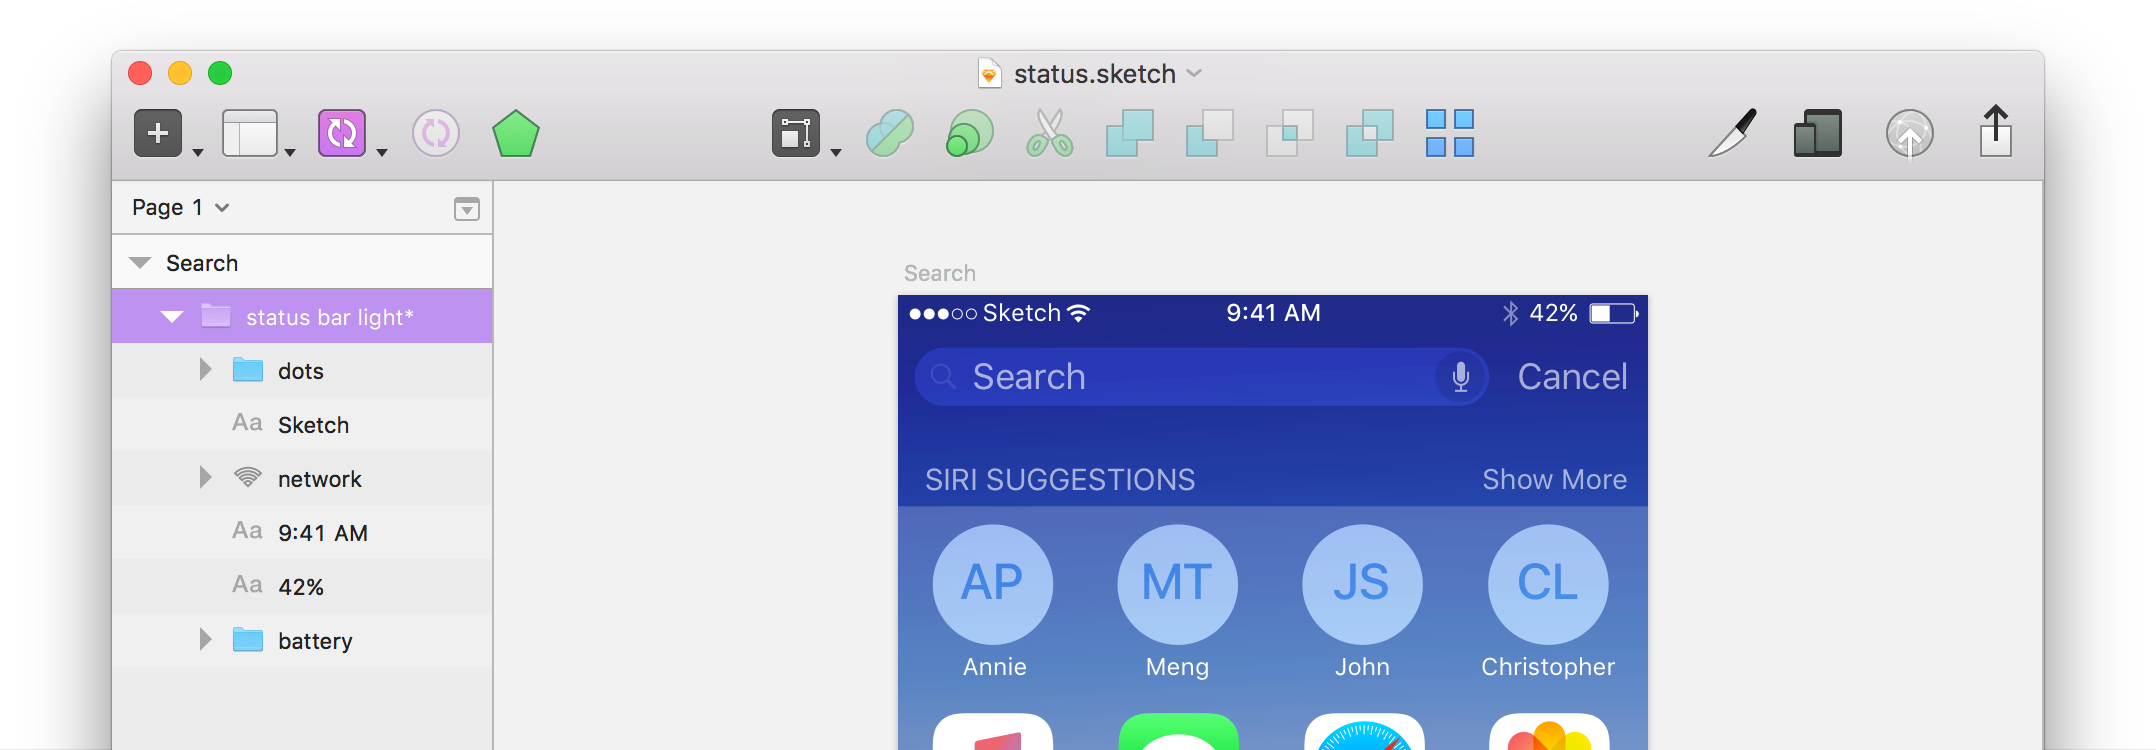 status.sketch
Page 1
Search
status bar light*
dots
Aa Sketch
network
Aa 9:41 AM
Aa 42%
battery
Search
Sketch 9:41 AM 42%
Search Cancel
SIRI SUGGESTIONS Show More
AP MT JS CL
Annie Meng John Christopher